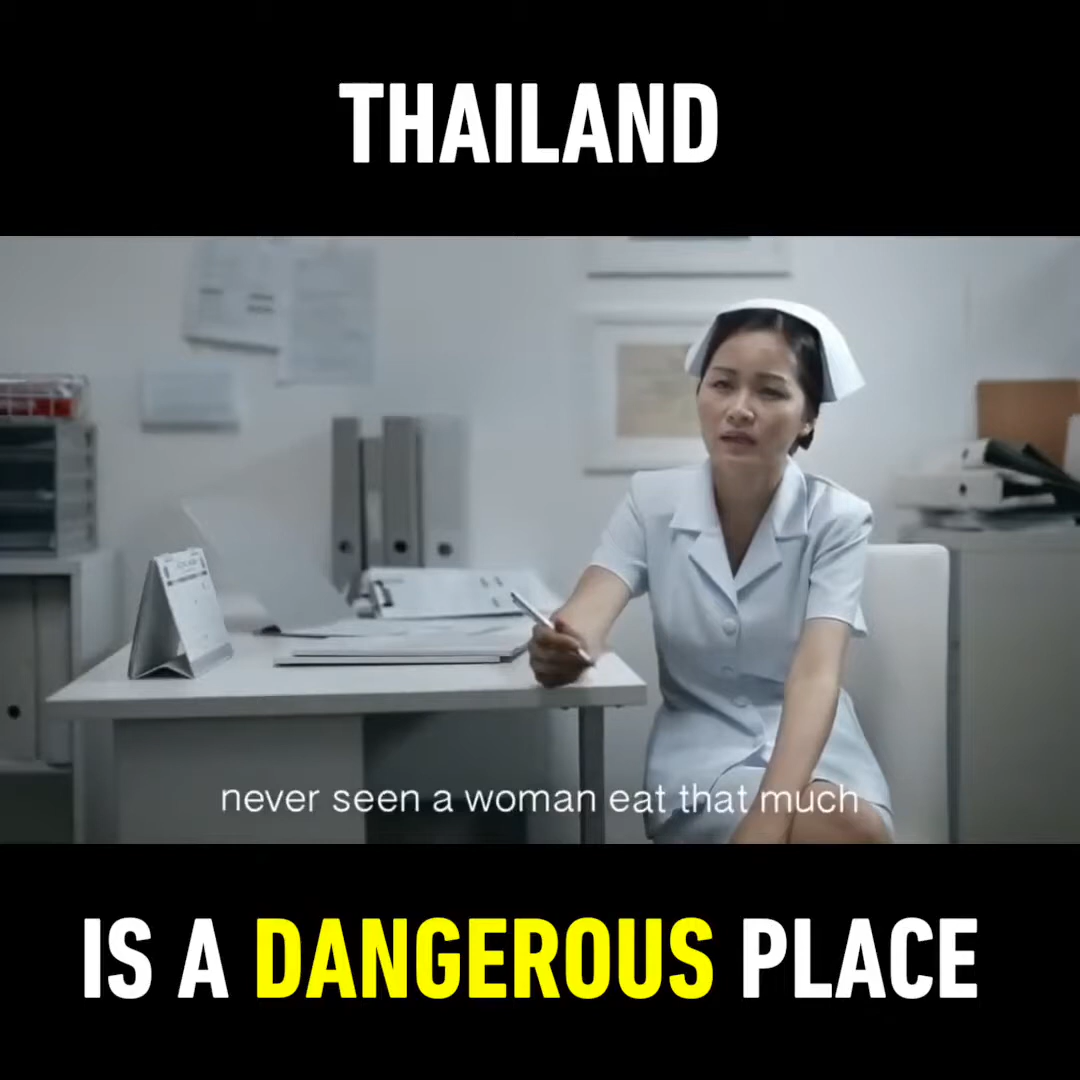 THAILAND
never seen a woman eat that much
IS A DANGEROUS PLACE